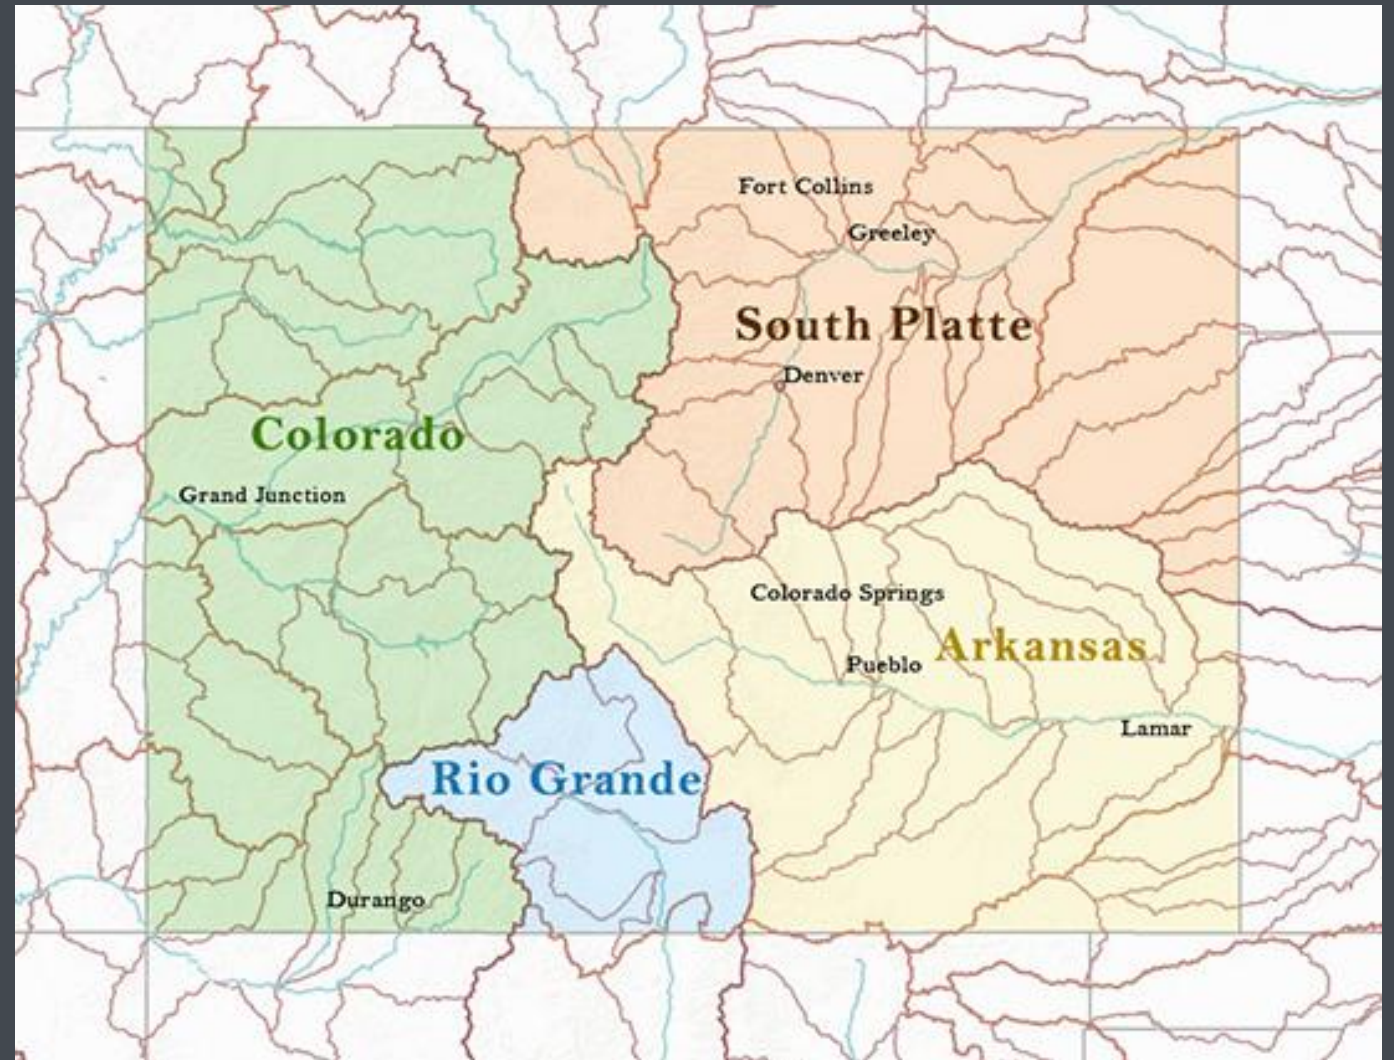 Fort Collins
Greeley
South Platte
Denver
Colorado
Grand Junction
Colorado Springs
Arkansas
Pueblo
Lamar
Rio Grande
Durango